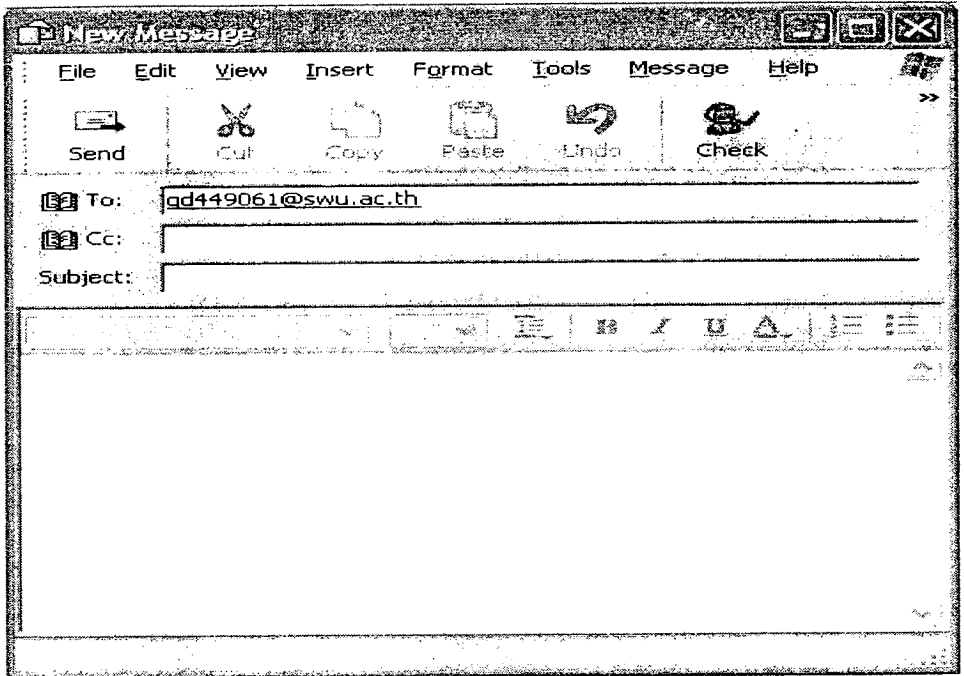 New Message
File Edit View Insert Format Tools Message Help
Send Cut Copy Paste Undo Check
To: gd449061@swu.ac.th
Cc:
Subject:
B I U A